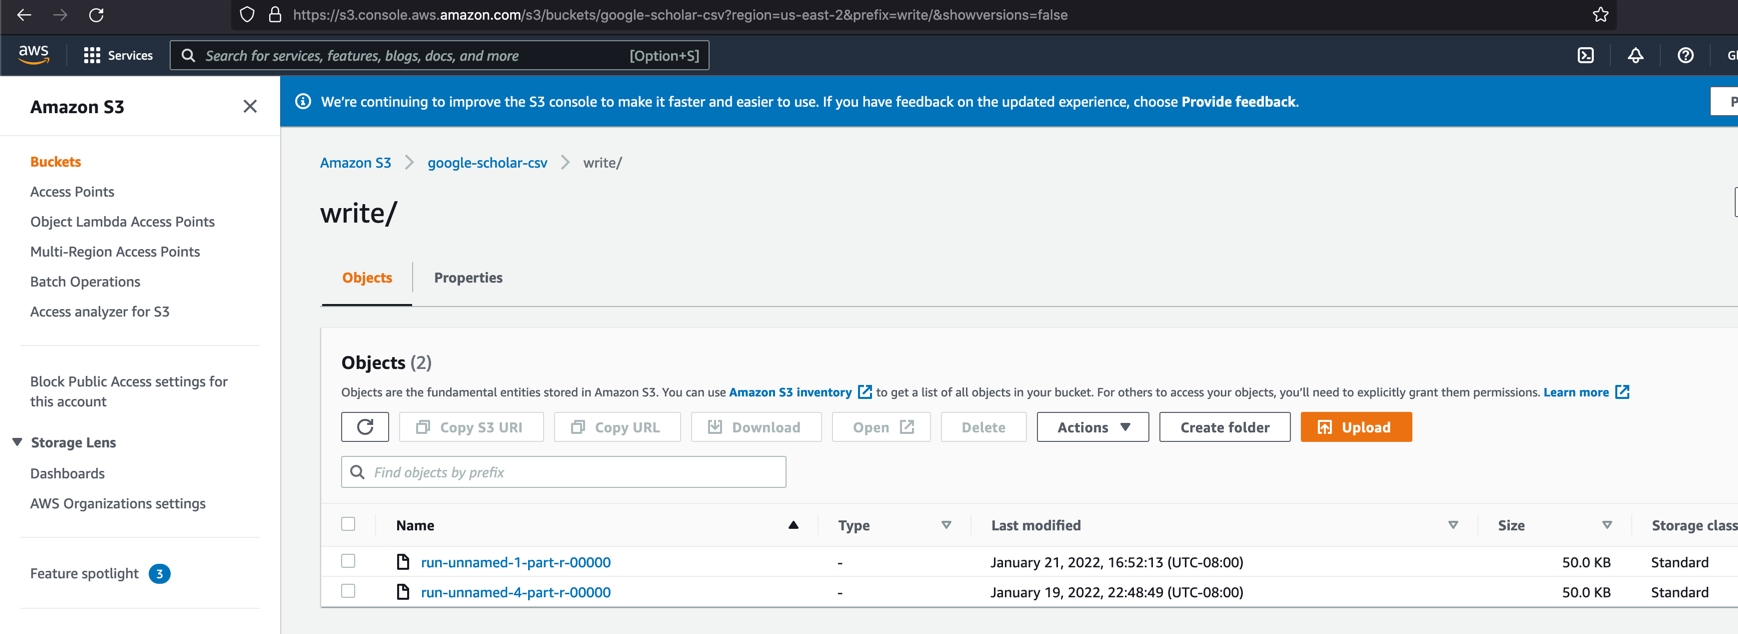 https://s3.console.aws.amazon.com/s3/buckets/google-scholar-csv?region=us-east-2&prefix=write/&showversions=false
aws Services Search for services, features, blogs, docs, and more [Option+S]
Amazon S3
We're continuing to improve the S3 console to make it faster and easier to use. If you have feedback on the updated experience, choose Provide feedback.
Buckets
Access Points
Object Lambda Access Points
Multi-Region Access Points
Batch Operations
Access analyzer for S3
Block Public Access settings for
this account
Storage Lens
Dashboards
AWS Organizations settings
Feature spotlight 3
Amazon S3 google-scholar-csv write/
write/
Objects Properties
Objects (2)
Objects are the fundamental entities stored in Amazon S3. You can use Amazon S3 inventory to get a list of all objects in your bucket. For others to access your objects, you'll need to explicitly grant them permissions. Learn more
Copy S3 URI Copy URL Download Open Delete Actions Create folder Upload
Find objects by prefix
Name Type Last modified Size Storage class
run-unnamed-1-part-r-00000 - January 21, 2022, 16:52:13 (UTC-08:00) 50.0 KB Standard
run-unnamed-4-part-r-00000 - January 19, 2022, 22:48:49 (UTC-08:00) 50.0 KB Standard